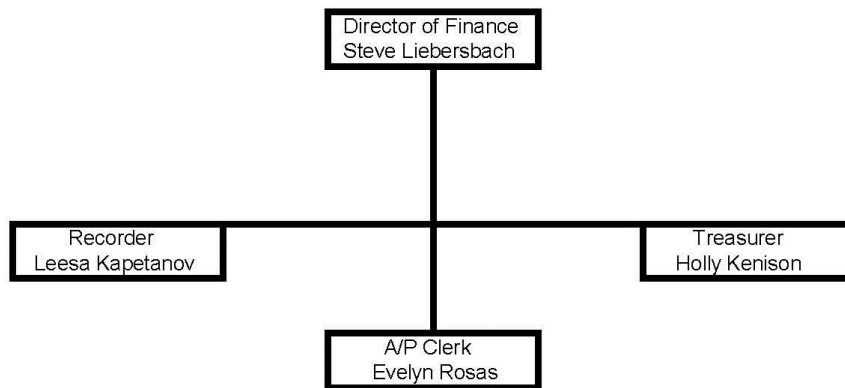 Director of Finance
Steve Liebersbach
Recorder
Leesa Kapetanov
Treasurer
Holly Kenison
A/P Clerk
Evelyn Rosas